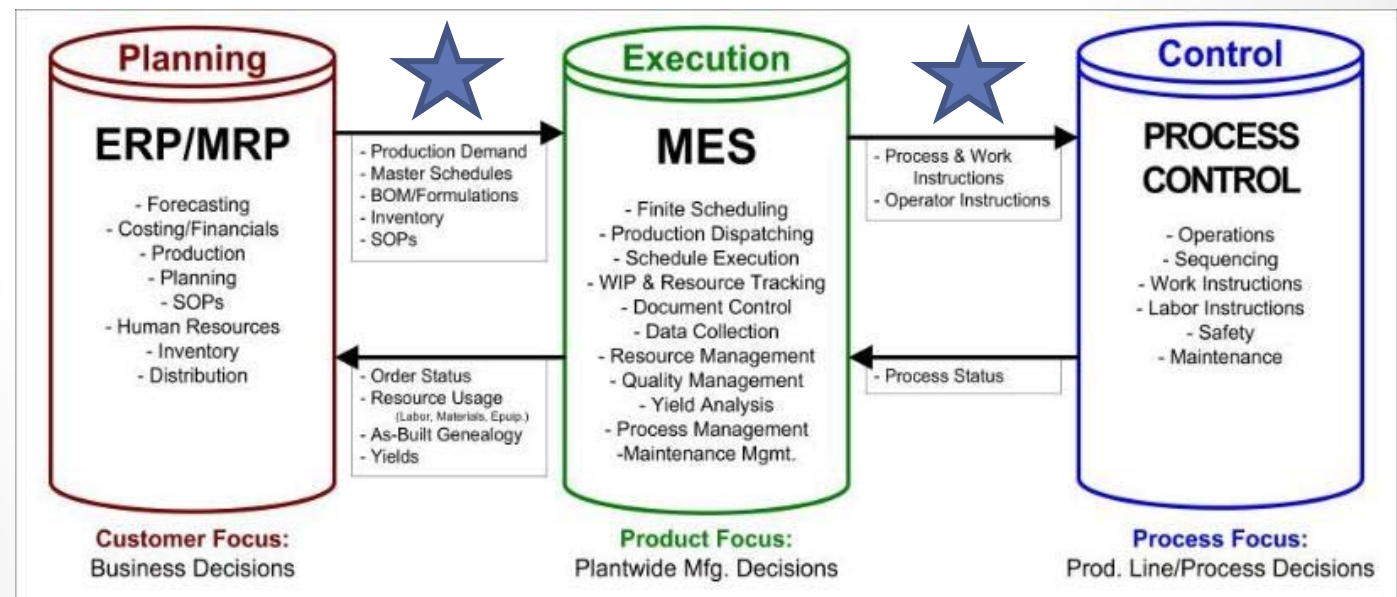 Planning
ERP/MRP
- Forecasting
- Costing/Financials
- Production
- Planning
- SOPs
- Human Resources
- Inventory
- Distribution
Customer Focus:
Business Decisions
- Production Demand
- Master Schedules
- BOM/Formulations
- Inventory
- SOPs
- Order Status
- Resource Usage
(Labor, Materials, Epuip.)
- As-Built Genealogy
- Yields
Execution
MES
- Finite Scheduling
- Production Dispatching
- Schedule Execution
- WIP & Resource Tracking
- Document Control
- Data Collection
- Resource Management
- Quality Management
- Yield Analysis
- Process Management
-Maintenance Mgmt.
Product Focus:
Plantwide Mfg. Decisions
- Process & Work
Instructions
- Operator Instructions
- Process Status
Control
PROCESS
CONTROL
- Operations
- Sequencing
- Work Instructions
- Labor Instructions
- Safety
- Maintenance
Process Focus:
Prod. Line/Process Decisions